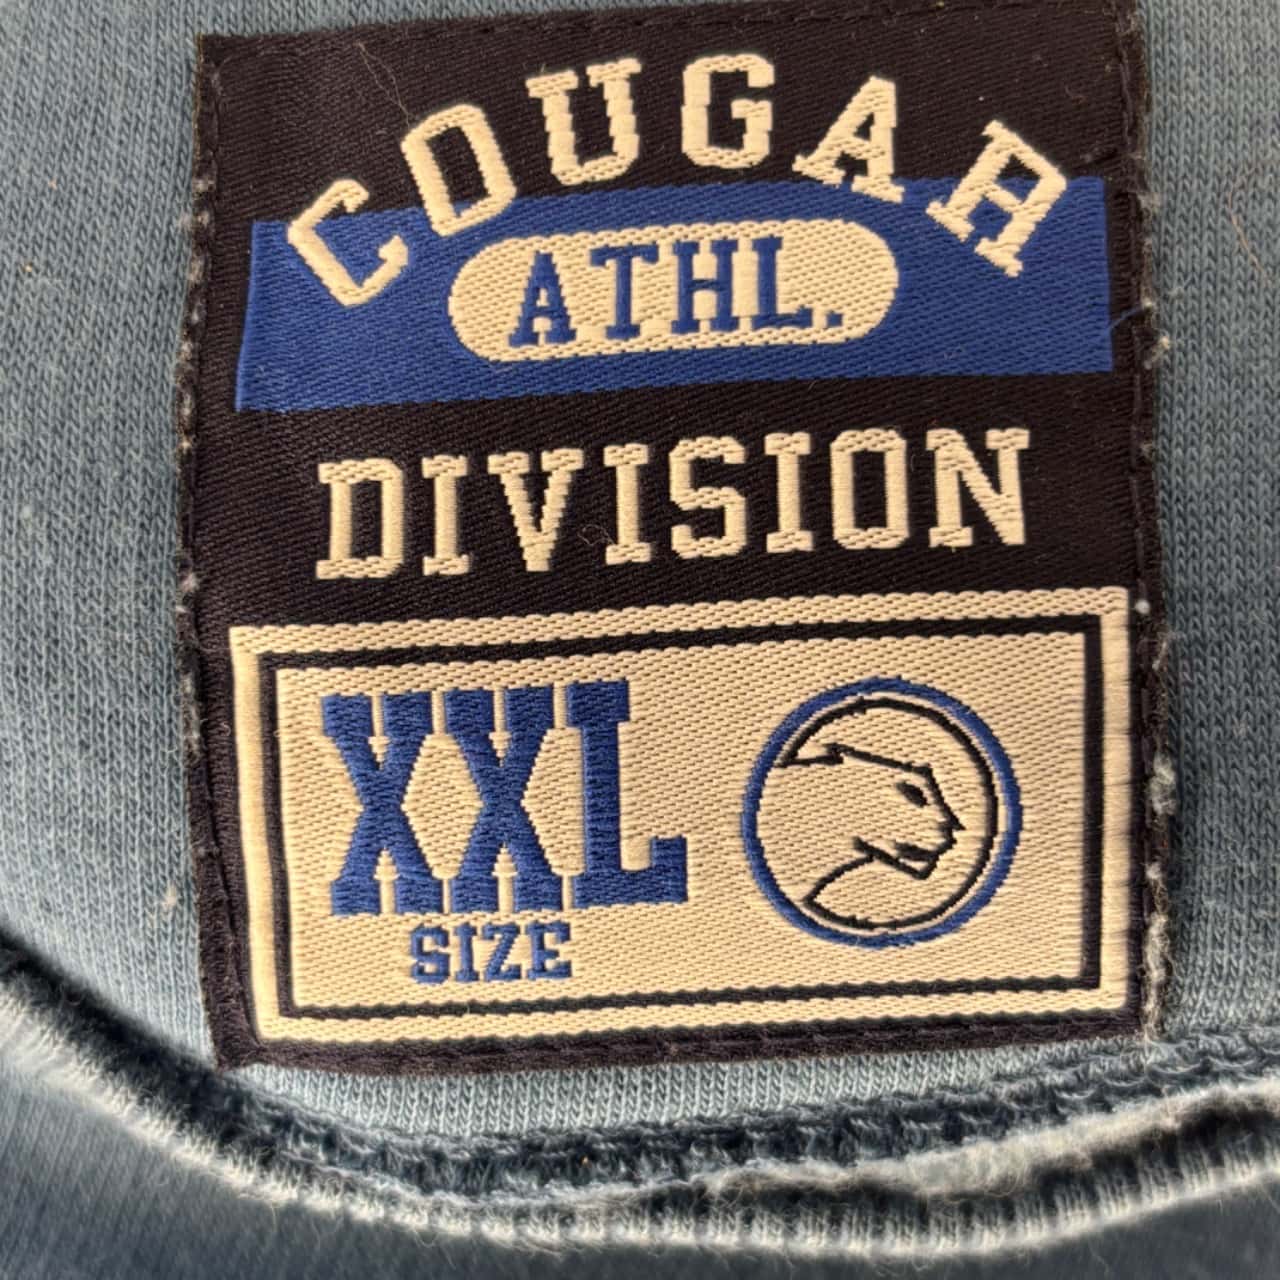 COUGAR
ATHL.
DIVISION
XXL
SIZE